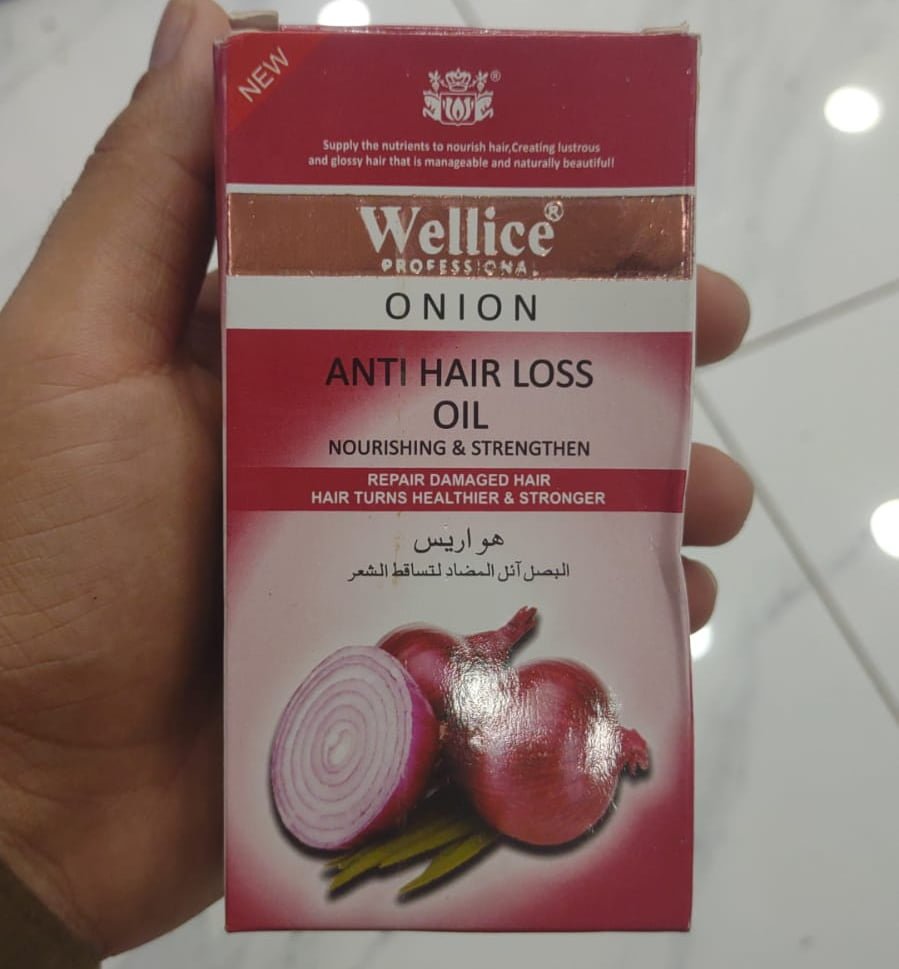 NEW
®
Supply the nutrients to nourish hair,Creating lustrous
and glossy hair that is manageable and naturally beautiful!
Wellice®
PROFESSIONAL
ONION
ANTI HAIR LOSS
OIL
NOURISHING & STRENGTHEN
REPAIR DAMAGED HAIR
HAIR TURNS HEALTHIER & STRONGER
هو اريس
البصل آئل المضاد لتساقط الشعر